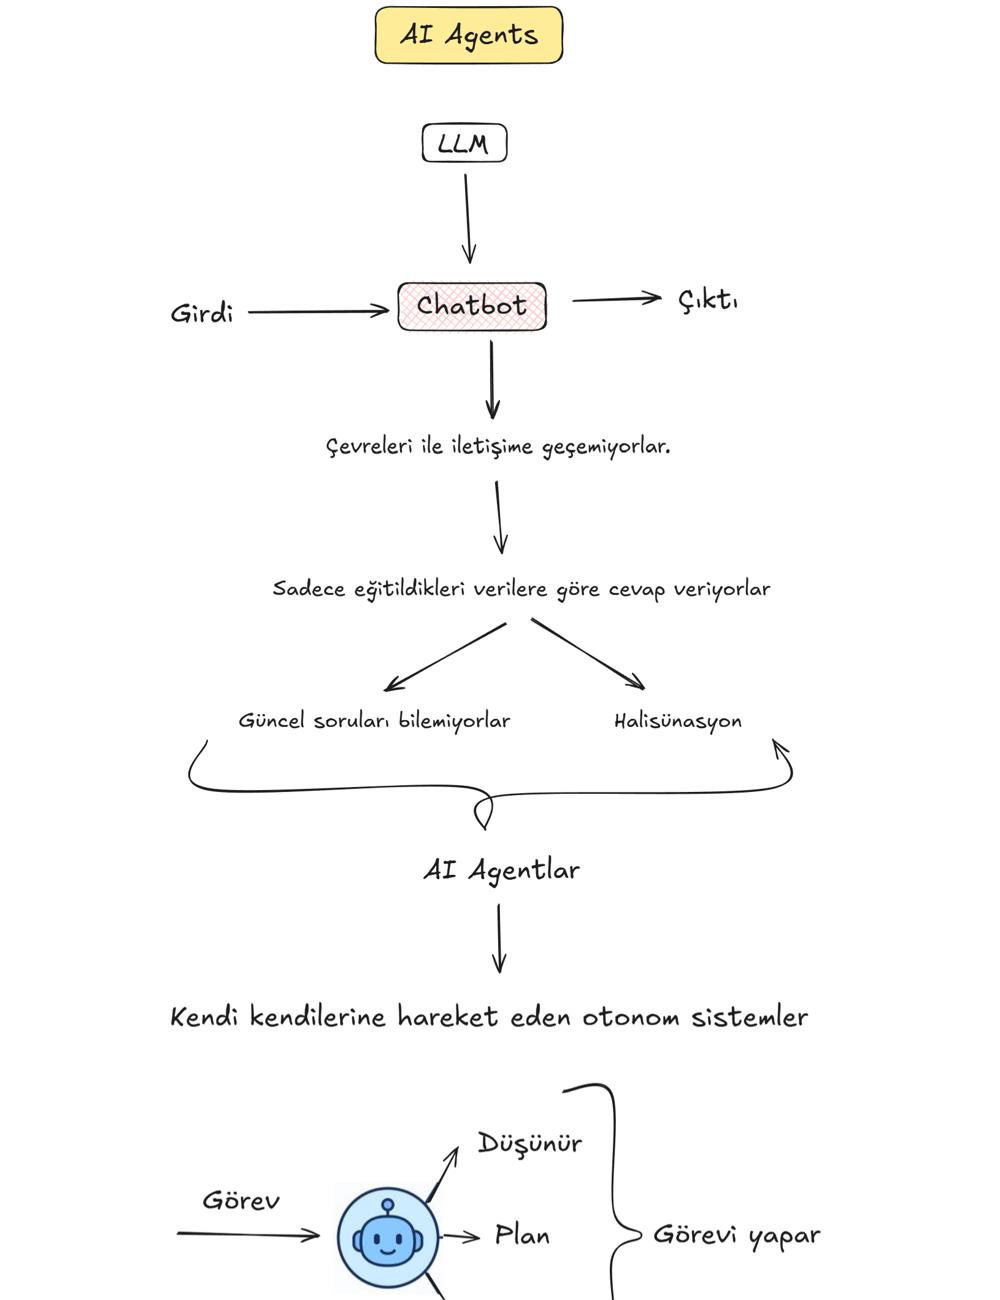 AI Agents
LLM
Girdi
Chatbot
Çıktı
Çevreleri ile iletişime geçemiyorlar.
Sadece eğitildikleri verilere göre cevap veriyorlar
Güncel soruları bilemiyorlar
Halisünasyon
AI Agentlar
Kendi kendilerine hareket eden otonom sistemler
Düşünür
Görev
Plan
Görevi yapar